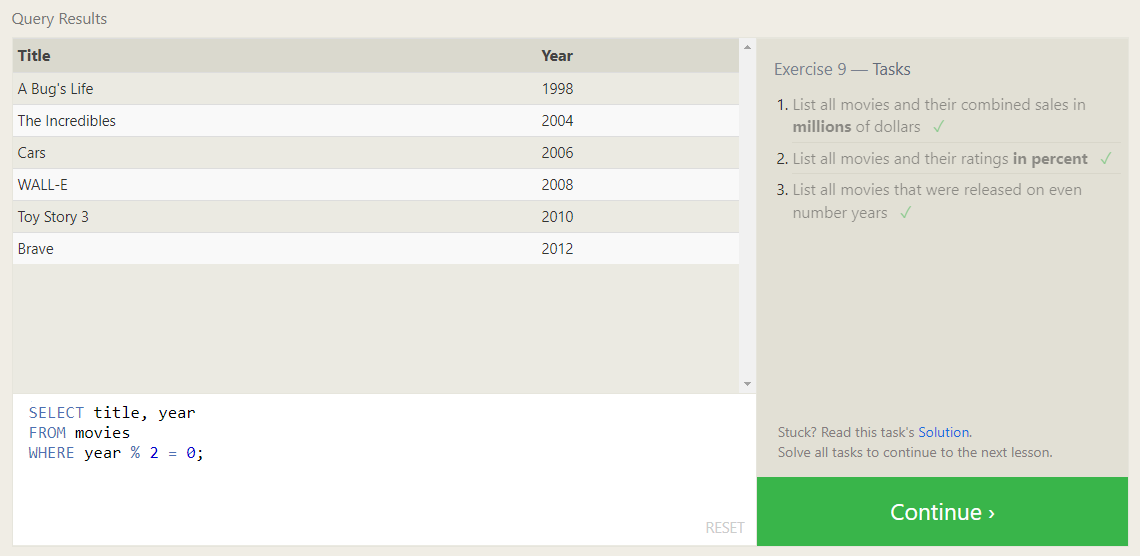 Query Results
Title Year
A Bug's Life 1998
The Incredibles 2004
Cars 2006
WALL-E 2008
Toy Story 3 2010
Brave 2012
SELECT title, year
FROM movies
WHERE year % 2 = 0;
RESET
Exercise 9 — Tasks
1. List all movies and their combined sales in
millions of dollars ✓
2. List all movies and their ratings in percent ✓
3. List all movies that were released on even
number years ✓
Stuck? Read this task's Solution.
Solve all tasks to continue to the next lesson.
Continue ›